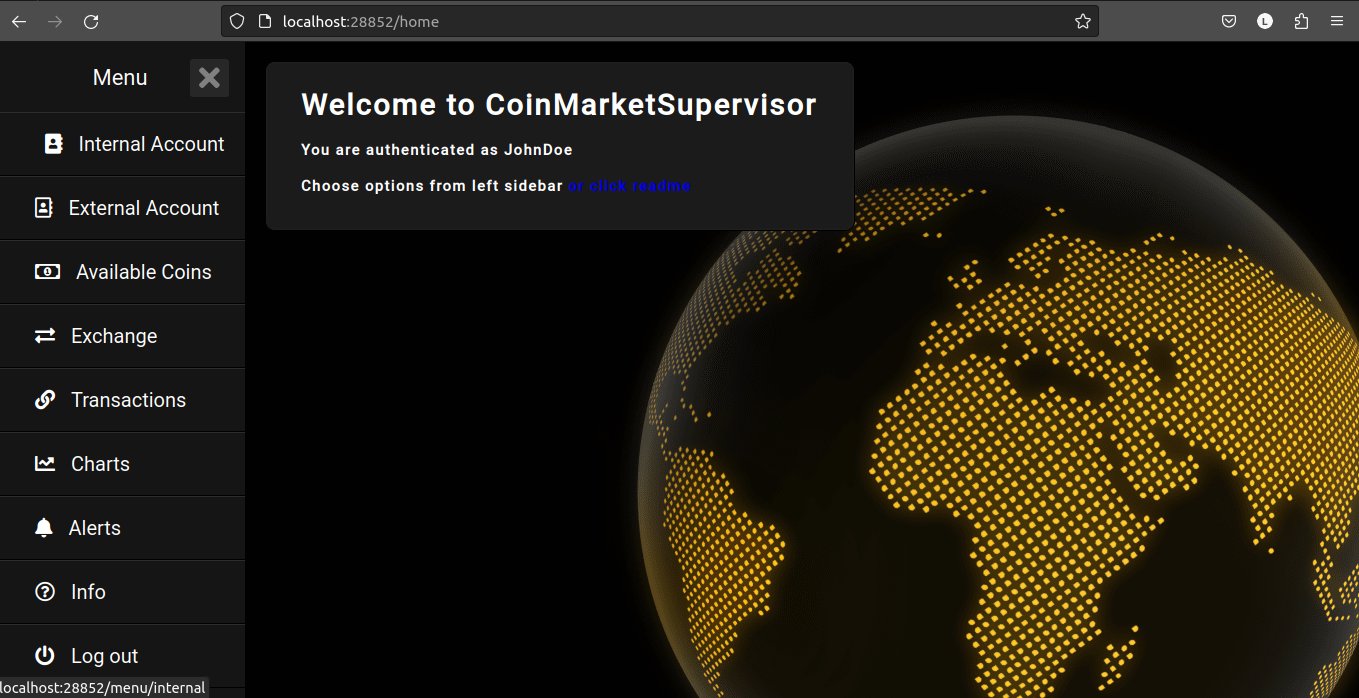 localhost:28852/home
L
Menu
Internal Account
External Account
Available Coins
Exchange
Transactions
Charts
Alerts
Info
Log out
Welcome to CoinMarketSupervisor
You are authenticated as JohnDoe
Choose options from left sidebar or click readme
localhost:28852/menu/internal